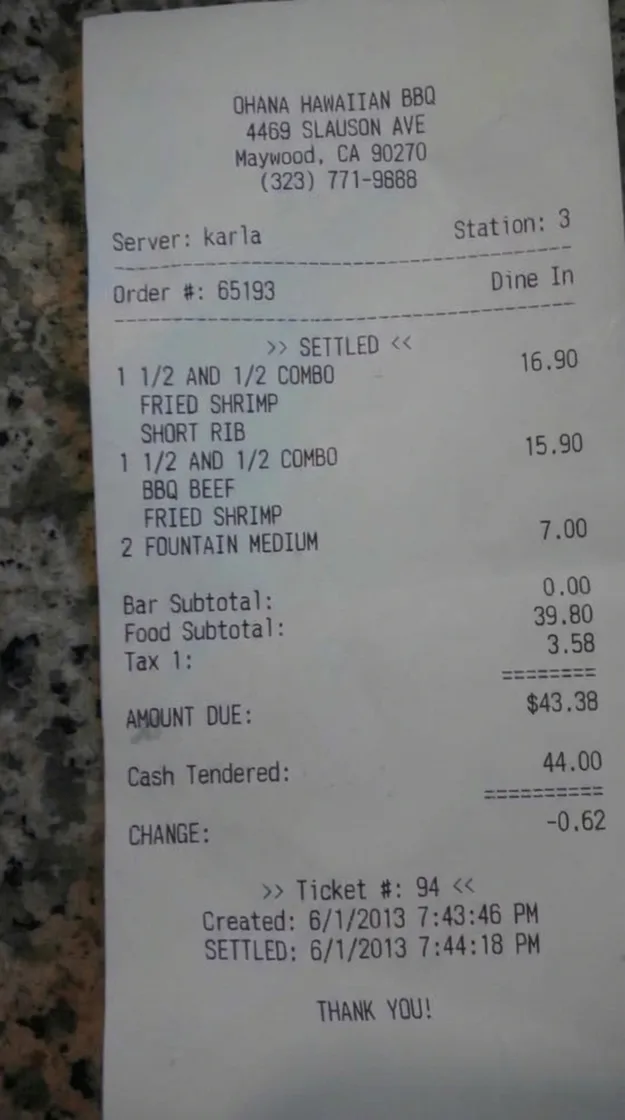 OHANA HAWAIIAN BBQ
4469 SLAUSON AVE
Maywood, CA 90270
(323) 771-9888
Server: karla Station: 3
Order #: 65193 Dine In
>> SETTLED <<
1 1/2 AND 1/2 COMBO 16.90
FRIED SHRIMP
SHORT RIB
1 1/2 AND 1/2 COMBO 15.90
BBQ BEEF
FRIED SHRIMP
2 FOUNTAIN MEDIUM 7.00
Bar Subtotal: 0.00
Food Subtotal: 39.80
Tax 1: 3.58
========
AMOUNT DUE: $43.38
Cash Tendered: 44.00
==========
CHANGE: -0.62
>> Ticket #: 94 <<
Created: 6/1/2013 7:43:46 PM
SETTLED: 6/1/2013 7:44:18 PM
THANK YOU!